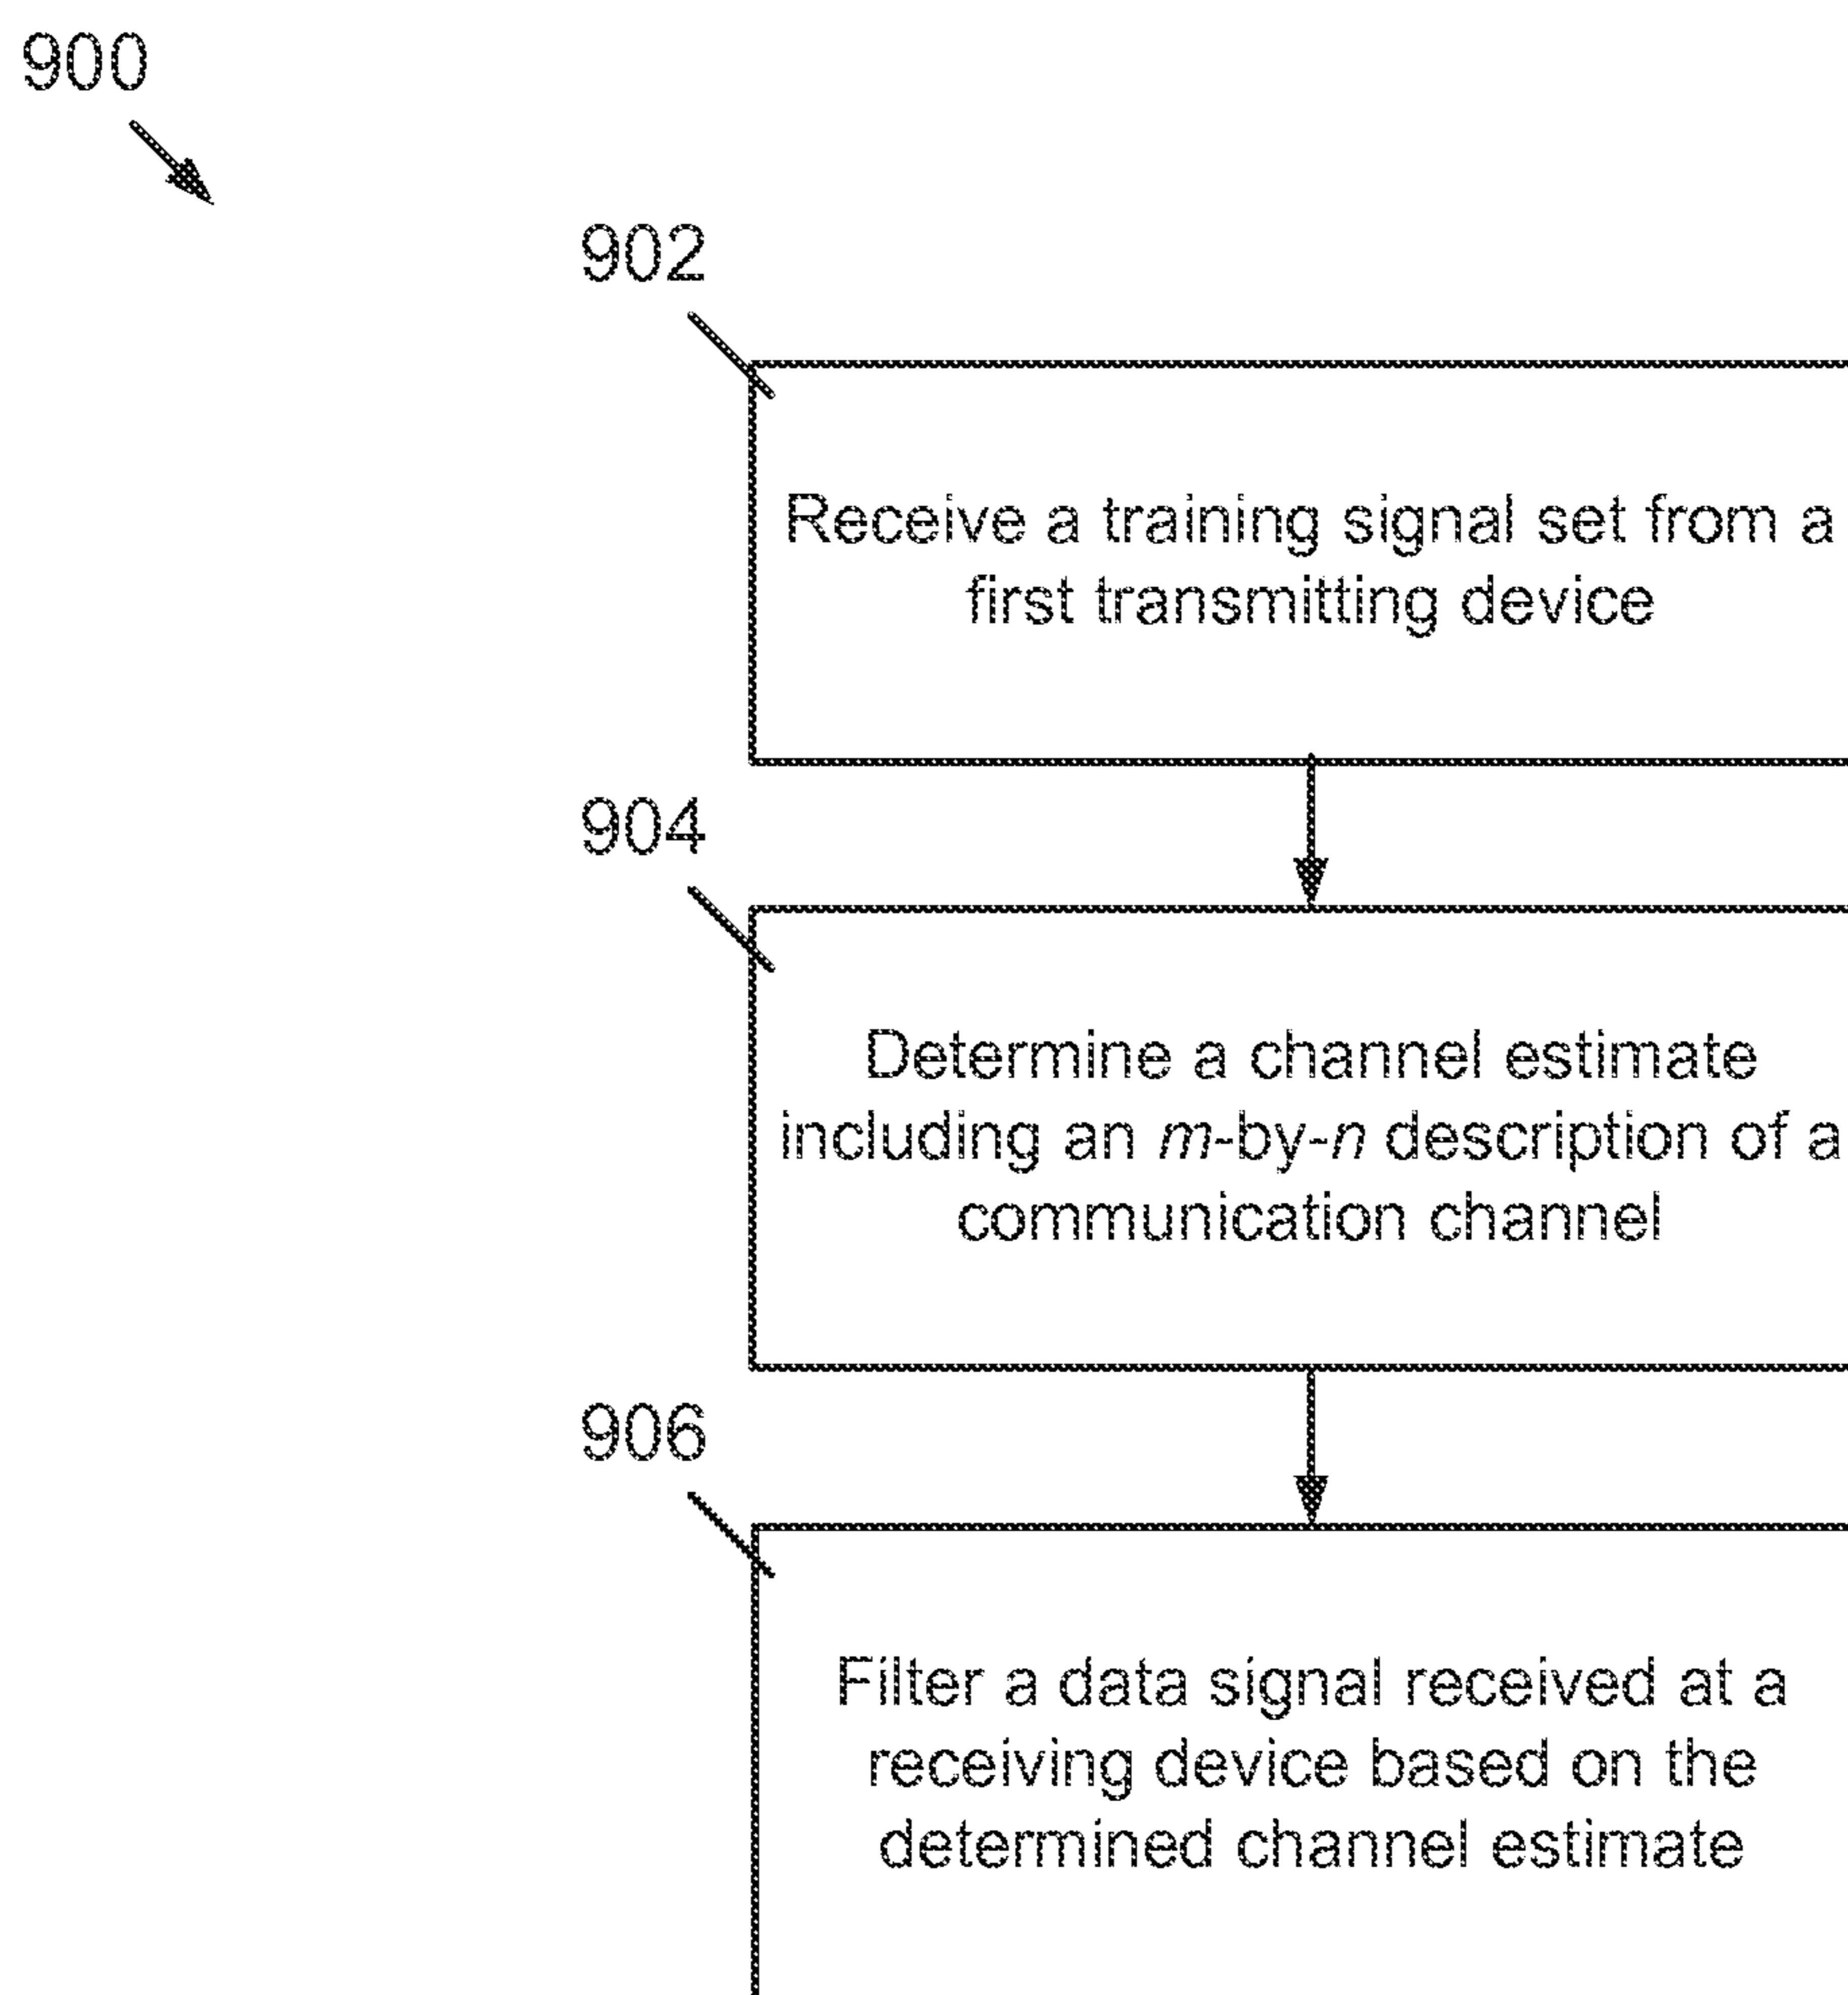 900
902
Receive a training signal set from a
first transmitting device
904
Determine a channel estimate
including an m-by-n description of a
communication channel
906
Filter a data signal received at a
receiving device based on the
determined channel estimate